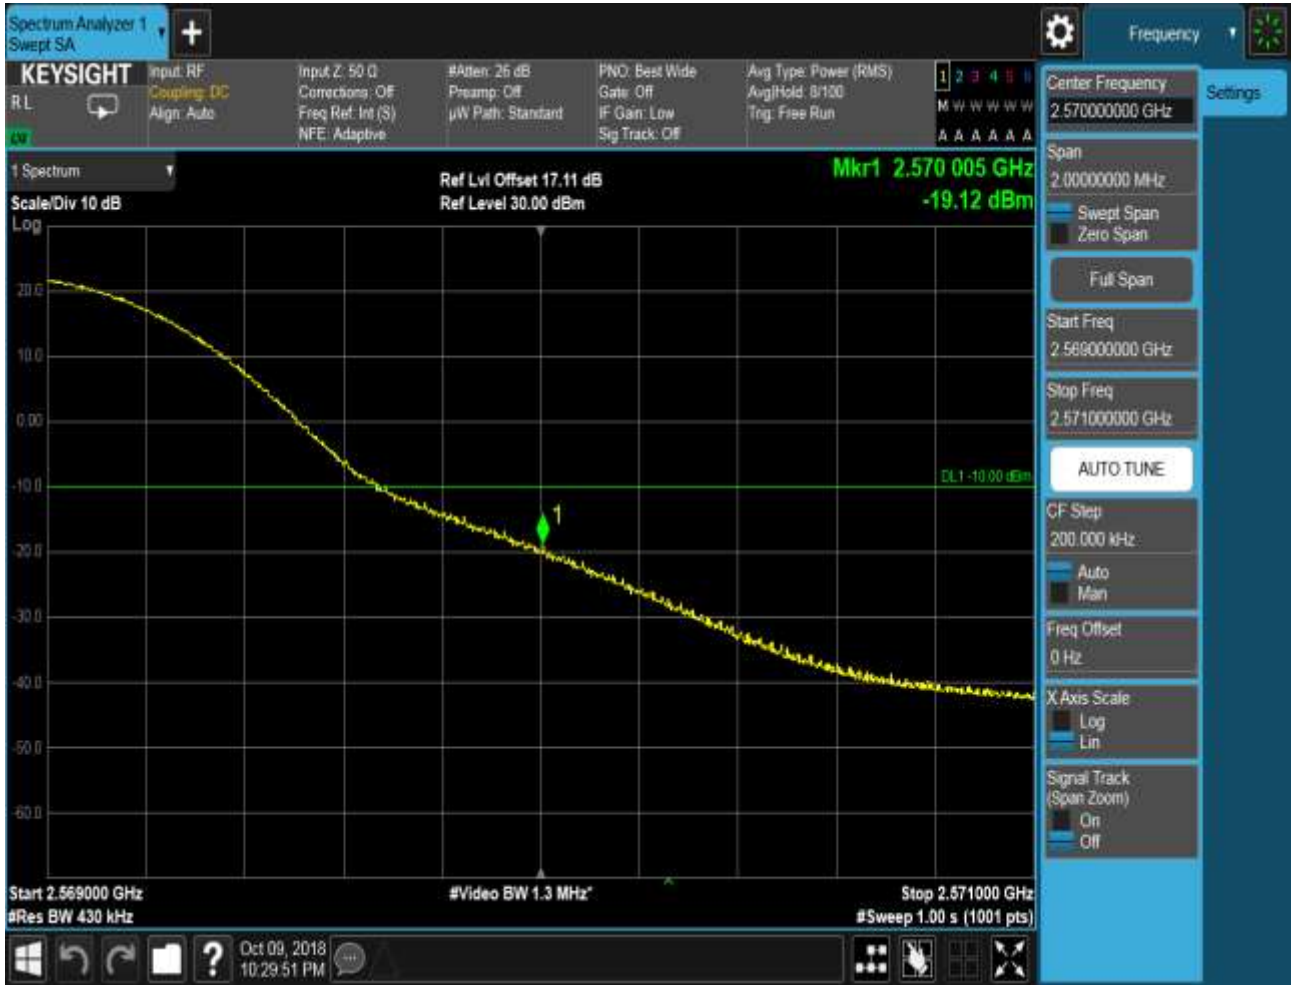 Spectrum Analyzer 1
Swept SA
Frequency
KEYSIGHT
R L
Input: RF
Coupling: DC
Align: Auto
Input Z: 50 Ω
Corrections: Off
Freq Ref: Int (S)
NFE: Adaptive
#Atten: 26 dB
Preamp: Off
µW Path: Standard
PNO: Best Wide
Gate: Off
IF Gain: Low
Sig Track: Off
Avg Type: Power (RMS)
Avg|Hold: 8/100
Trig: Free Run
1 2 3 4 5 6
M W W W W W
A A A A A A
1 Spectrum
Scale/Div 10 dB
Log
Ref Lvl Offset 17.11 dB
Ref Level 30.00 dBm
Mkr1 2.570 005 GHz
-19.12 dBm
20.0
10.0
0.00
-10.0
-20.0
-30.0
-40.0
-50.0
-60.0
DL1 -10.00 dBm
1
Start 2.569000 GHz
#Res BW 430 kHz
#Video BW 1.3 MHz*
Stop 2.571000 GHz
#Sweep 1.00 s (1001 pts)
Oct 09, 2018
10:29:51 PM
Settings
Center Frequency
2.570000000 GHz
Span
2.00000000 MHz
Swept Span
Zero Span
Full Span
Start Freq
2.569000000 GHz
Stop Freq
2.571000000 GHz
AUTO TUNE
CF Step
200.000 kHz
Auto
Man
Freq Offset
0 Hz
X Axis Scale
Log
Lin
Signal Track
(Span Zoom)
On
Off